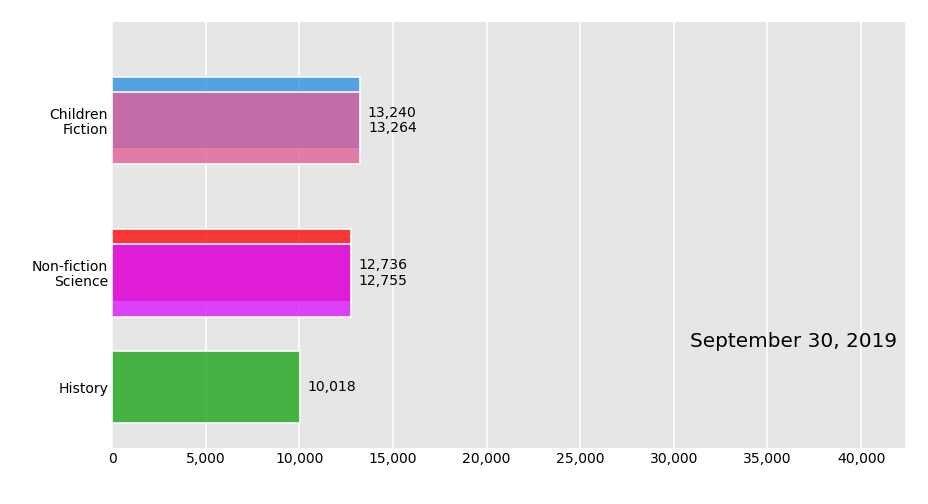 Children
Fiction
13,240
13,264
Non-fiction
Science
12,736
12,755
September 30, 2019
History
10,018
0
5,000
10,000
15,000
20,000
25,000
30,000
35,000
40,000